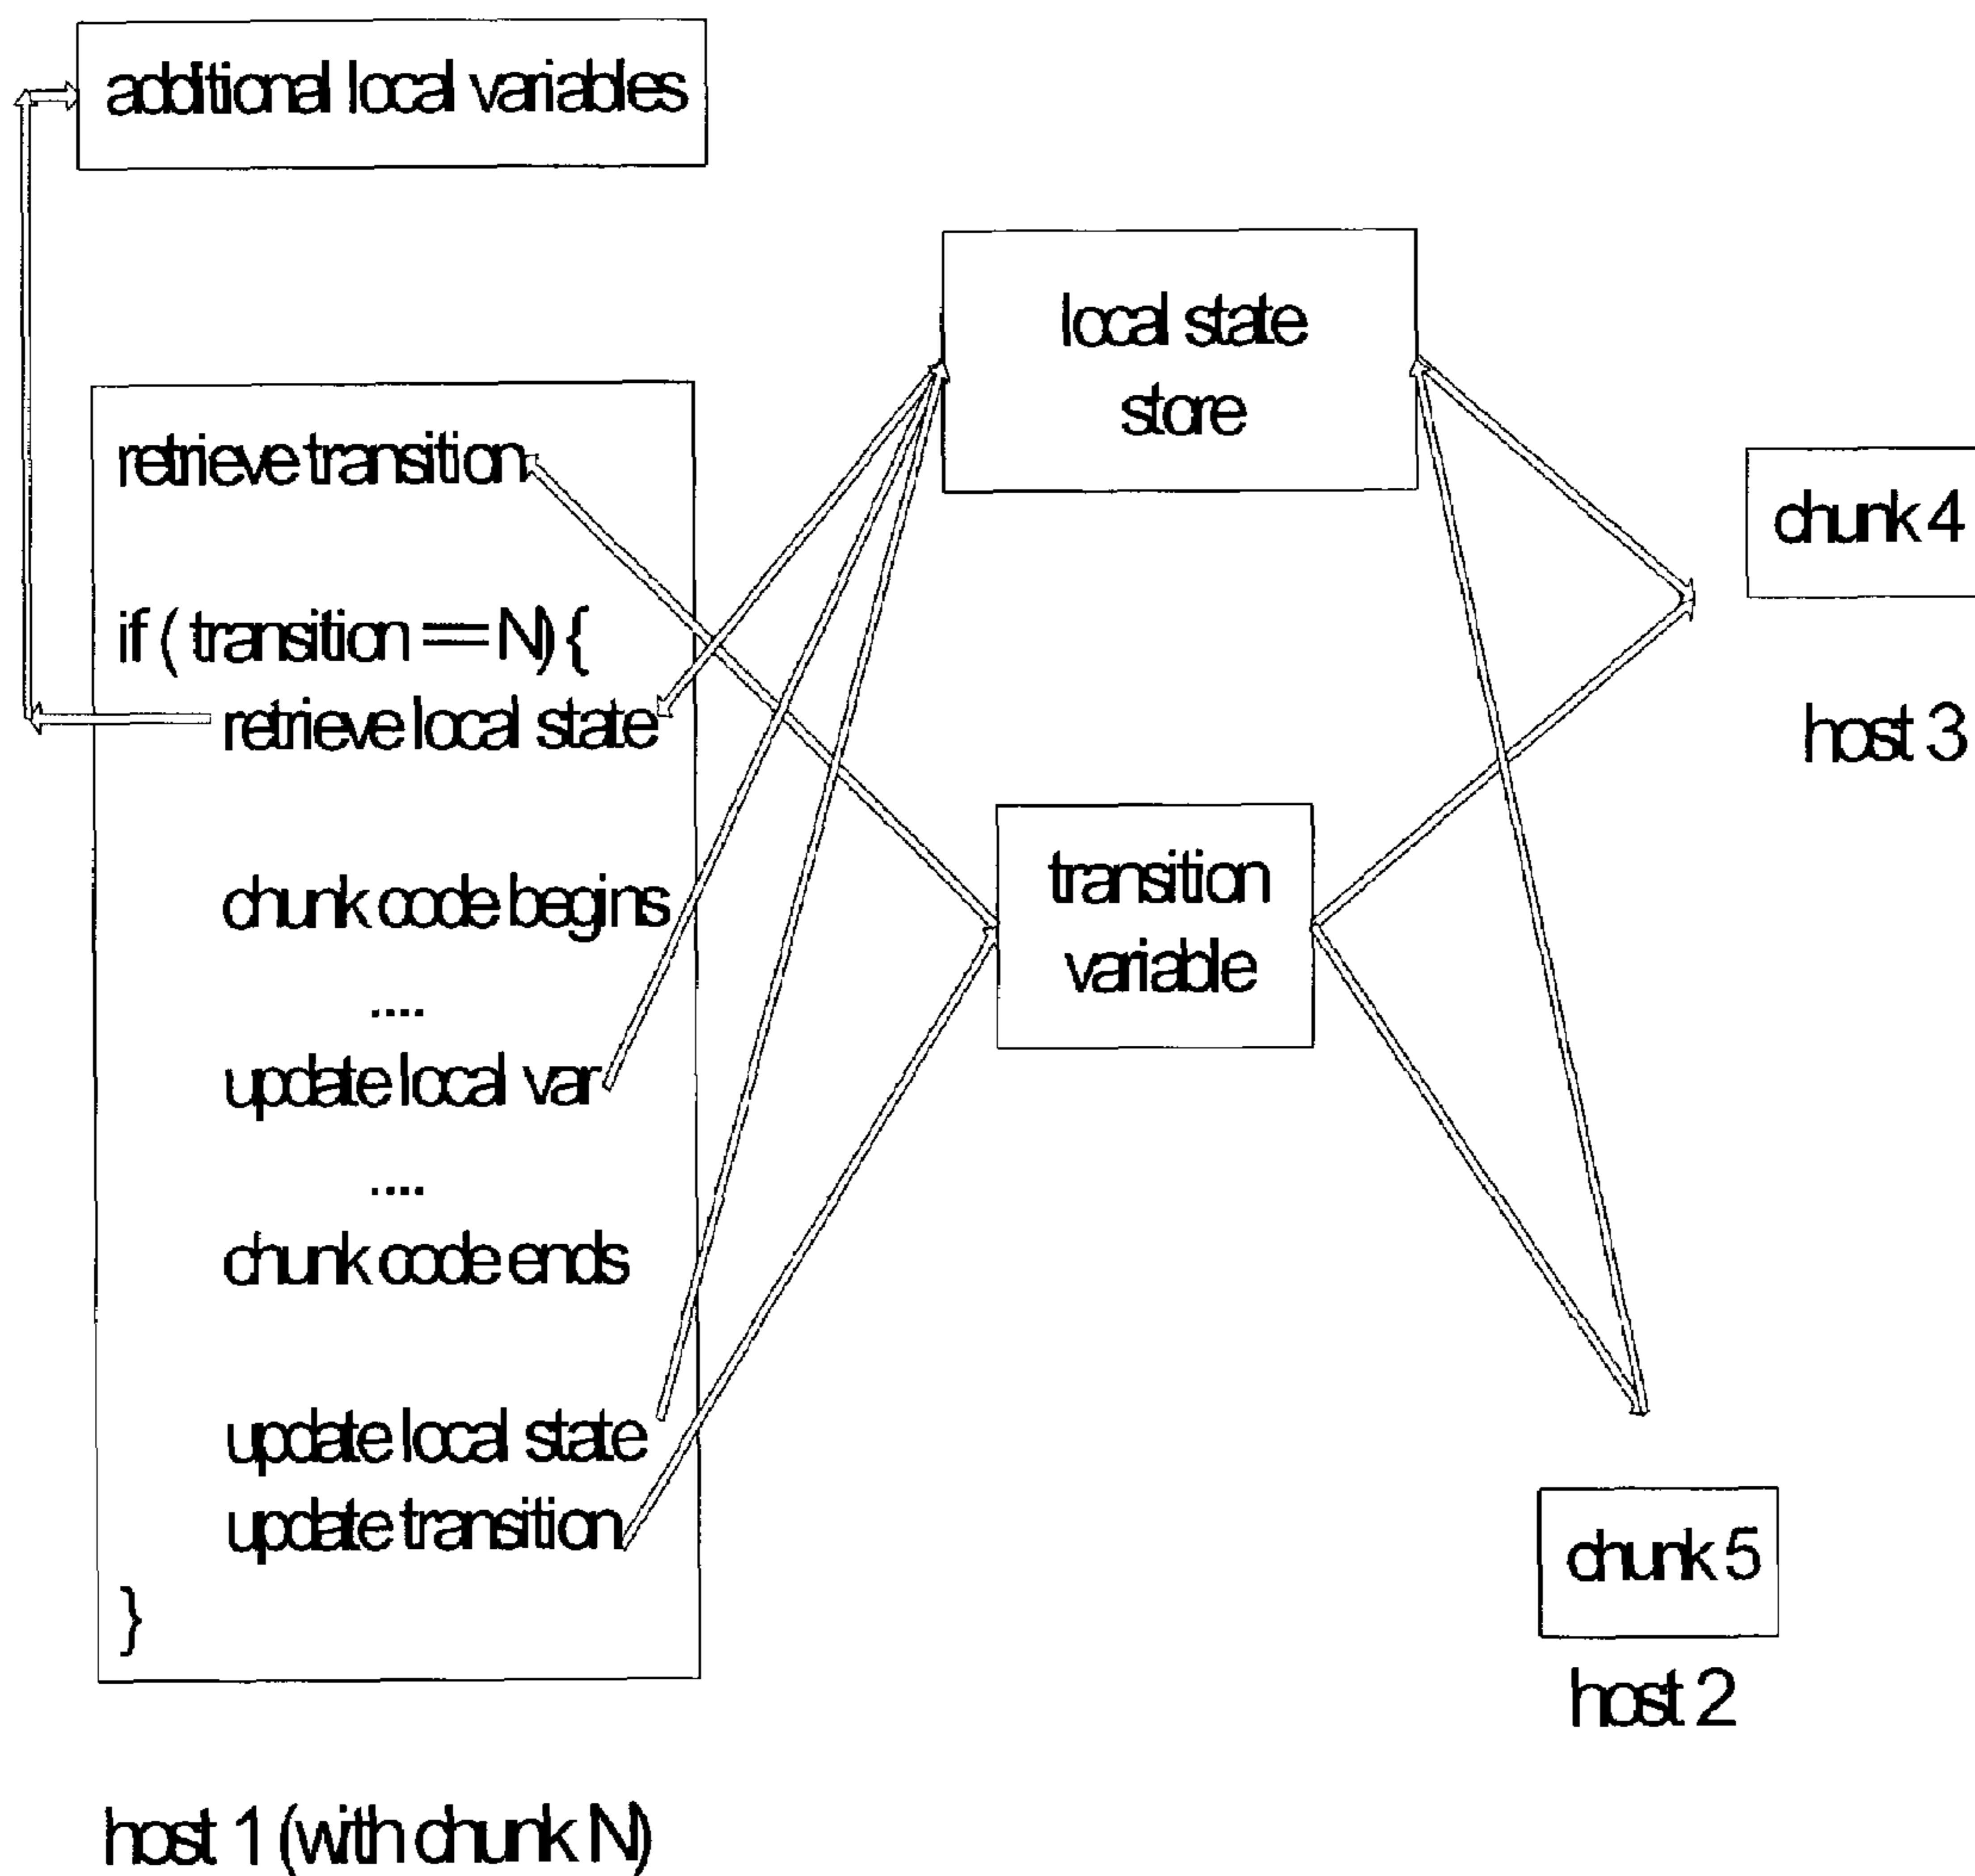 additional local variables
retrieve transition
if ( transition == N) {
retrieve local state
chunk code begins
....
update local var
....
chunk code ends
update local state
update transition
}
host 1 (with chunk N)
local state
store
transition
variable
chunk 4
host 3
chunk 5
host 2